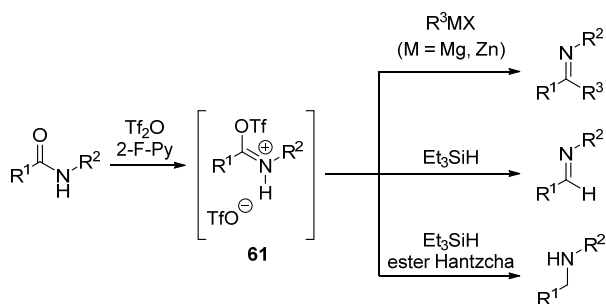 O
R¹
N
H
R²
Tf₂O
2-F-Py
OTf
R¹
N
⊕
H
R²
TfO⊖
61
R³MX
(M = Mg, Zn)
N
R²
R¹
R³
Et₃SiH
N
R²
R¹
H
Et₃SiH
ester Hantzcha
HN
R²
R¹